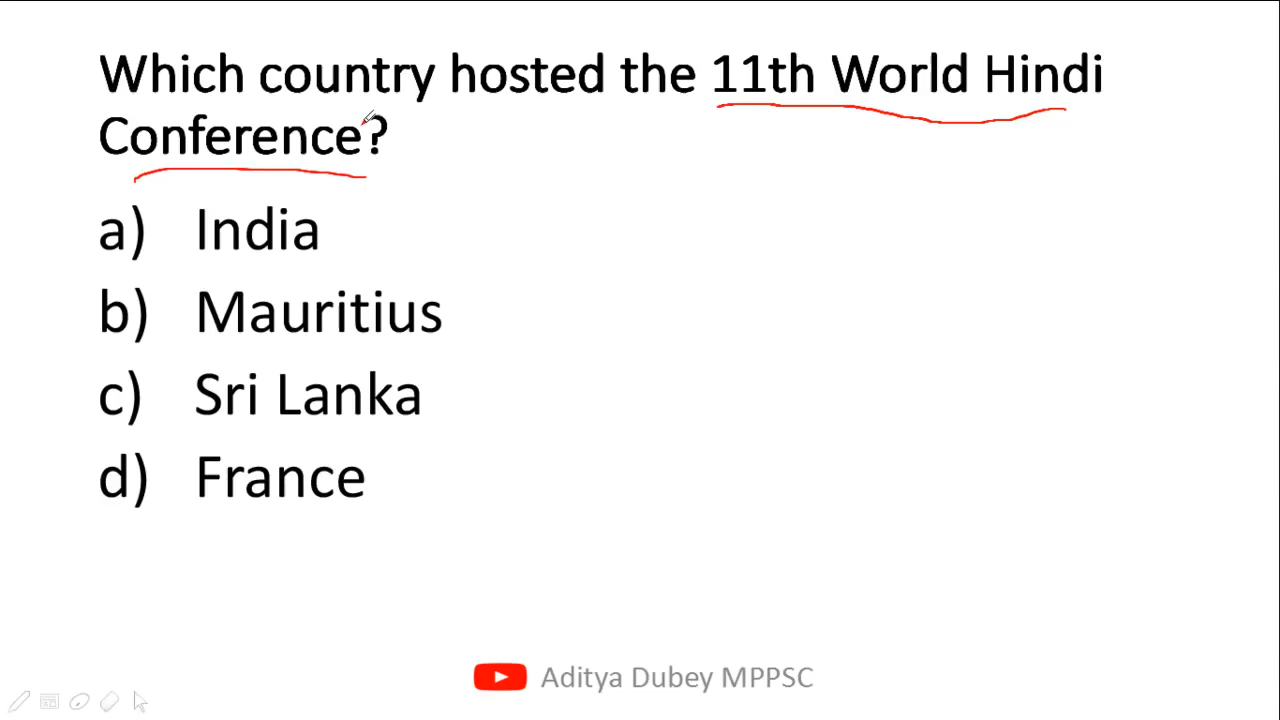 Which country hosted the 11th World Hindi
Conference?
a) India
b) Mauritius
c) Sri Lanka
d) France
Aditya Dubey MPPSC